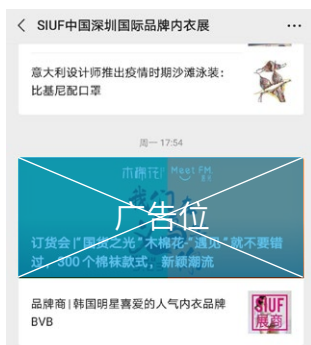 SIUF中国深圳国际品牌内衣展
意大利设计师推出疫情时期沙滩泳装：
比基尼配口罩
周一 17:54
木棉花 Meet FM
广告位
订货会|"国货之光"木棉花"遇见"就不要错
过，300个棉袜款式，新颖潮流
品牌商|韩国明星喜爱的人气内衣品牌
BVB
SIUF
展商